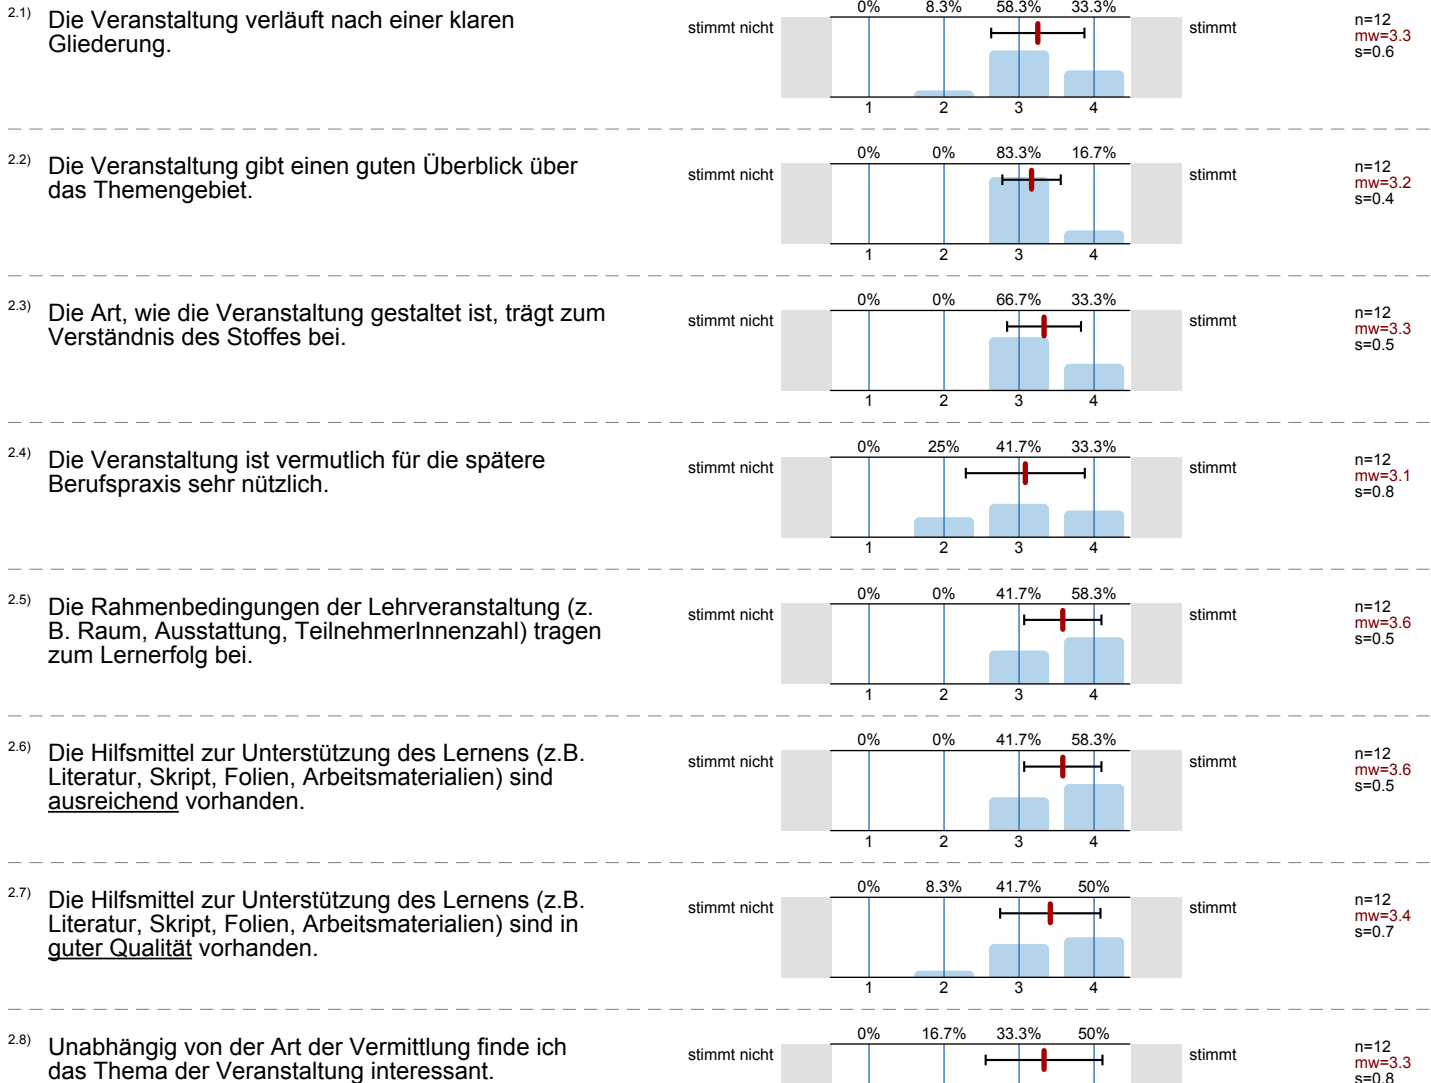 2.1) Die Veranstaltung verläuft nach einer klaren
Gliederung.
stimmt nicht
0% 8.3% 58.3% 33.3%
1 2 3 4
stimmt
n=12
mw=3.3
s=0.6
2.2) Die Veranstaltung gibt einen guten Überblick über
das Themengebiet.
stimmt nicht
0% 0% 83.3% 16.7%
1 2 3 4
stimmt
n=12
mw=3.2
s=0.4
2.3) Die Art, wie die Veranstaltung gestaltet ist, trägt zum
Verständnis des Stoffes bei.
stimmt nicht
0% 0% 66.7% 33.3%
1 2 3 4
stimmt
n=12
mw=3.3
s=0.5
2.4) Die Veranstaltung ist vermutlich für die spätere
Berufspraxis sehr nützlich.
stimmt nicht
0% 25% 41.7% 33.3%
1 2 3 4
stimmt
n=12
mw=3.1
s=0.8
2.5) Die Rahmenbedingungen der Lehrveranstaltung (z.
B. Raum, Ausstattung, TeilnehmerInnenzahl) tragen
zum Lernerfolg bei.
stimmt nicht
0% 0% 41.7% 58.3%
1 2 3 4
stimmt
n=12
mw=3.6
s=0.5
2.6) Die Hilfsmittel zur Unterstützung des Lernens (z.B.
Literatur, Skript, Folien, Arbeitsmaterialien) sind
ausreichend vorhanden.
stimmt nicht
0% 0% 41.7% 58.3%
1 2 3 4
stimmt
n=12
mw=3.6
s=0.5
2.7) Die Hilfsmittel zur Unterstützung des Lernens (z.B.
Literatur, Skript, Folien, Arbeitsmaterialien) sind in
guter Qualität vorhanden.
stimmt nicht
0% 8.3% 41.7% 50%
1 2 3 4
stimmt
n=12
mw=3.4
s=0.7
2.8) Unabhängig von der Art der Vermittlung finde ich
das Thema der Veranstaltung interessant.
stimmt nicht
0% 16.7% 33.3% 50%
stimmt
n=12
mw=3.3
s=0.8